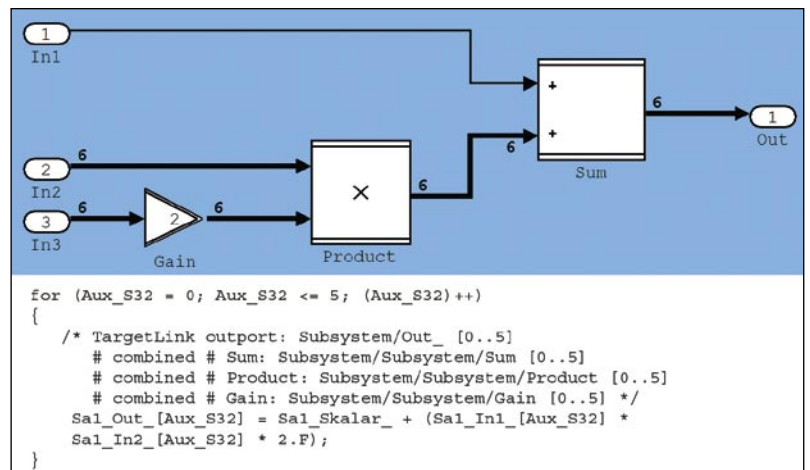 1
In1
+
6
+
6
1
Out
Sum
6
2
In2
×
6
6
3
In3
2
6
Gain
Product
for (Aux_S32 = 0; Aux_S32 <= 5; (Aux_S32)++)
{
/* TargetLink outport: Subsystem/Out_ [0..5]
# combined # Sum: Subsystem/Subsystem/Sum [0..5]
# combined # Product: Subsystem/Subsystem/Product [0..5]
# combined # Gain: Subsystem/Subsystem/Gain [0..5] */
Sa1_Out_[Aux_S32] = Sa1_Skalar_ + (Sa1_In1_[Aux_S32] *
Sa1_In2_[Aux_S32] * 2.F);
}